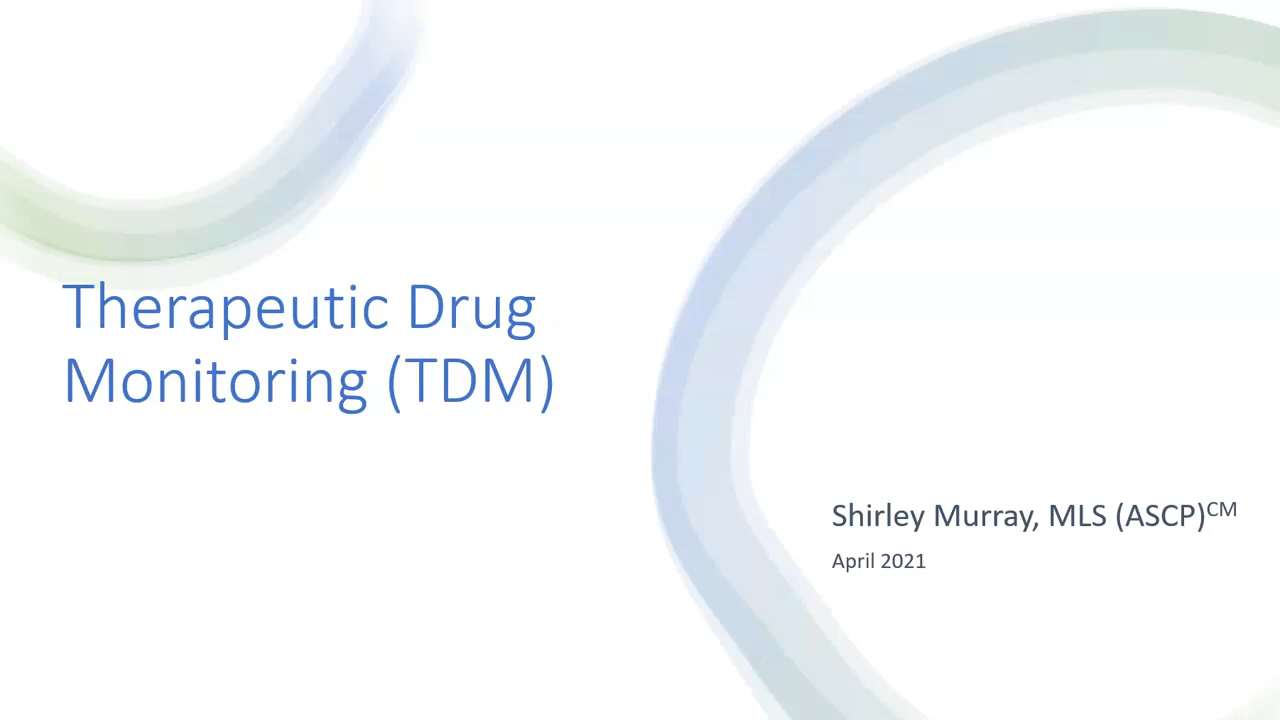 Therapeutic Drug
Monitoring (TDM)
Shirley Murray, MLS (ASCP)CM
April 2021